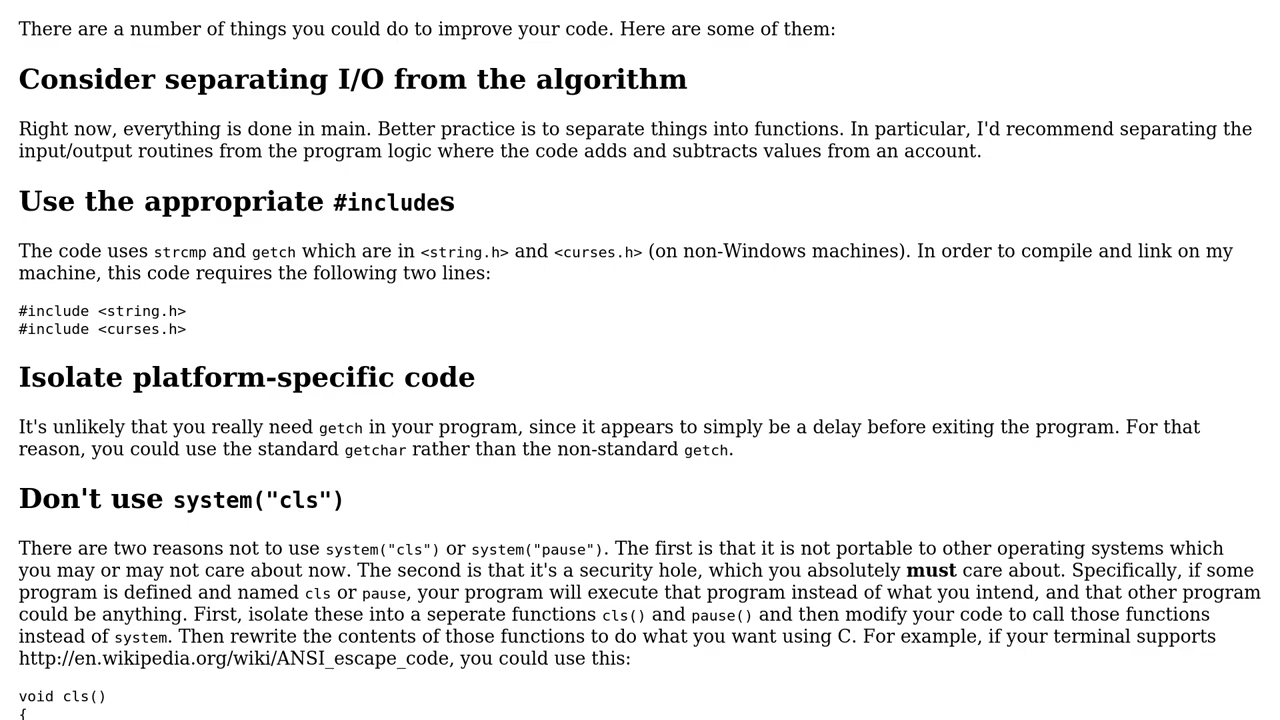 There are a number of things you could do to improve your code. Here are some of them:
Consider separating I/O from the algorithm
Right now, everything is done in main. Better practice is to separate things into functions. In particular, I'd recommend separating the
input/output routines from the program logic where the code adds and subtracts values from an account.
Use the appropriate #includes
The code uses strcmp and getch which are in <string.h> and <curses.h> (on non-Windows machines). In order to compile and link on my
machine, this code requires the following two lines:
#include <string.h>
#include <curses.h>
Isolate platform-specific code
It's unlikely that you really need getch in your program, since it appears to simply be a delay before exiting the program. For that
reason, you could use the standard getchar rather than the non-standard getch.
Don't use system("cls")
There are two reasons not to use system("cls") or system("pause"). The first is that it is not portable to other operating systems which
you may or may not care about now. The second is that it's a security hole, which you absolutely must care about. Specifically, if some
program is defined and named cls or pause, your program will execute that program instead of what you intend, and that other program
could be anything. First, isolate these into a seperate functions cls() and pause() and then modify your code to call those functions
instead of system. Then rewrite the contents of those functions to do what you want using C. For example, if your terminal supports
http://en.wikipedia.org/wiki/ANSI_escape_code, you could use this:
void cls()
{